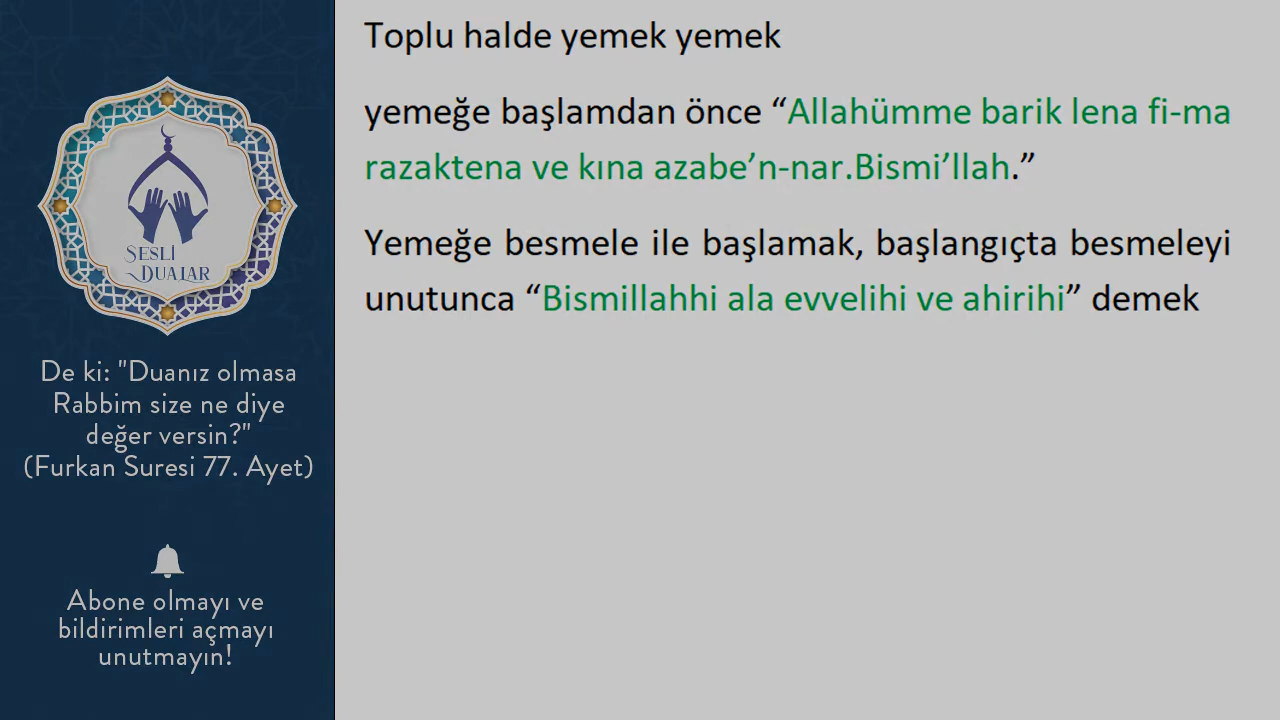 SESLİ
DUALAR
De ki: "Duanız olmasa
Rabbim size ne diye
değer versin?"
(Furkan Suresi 77. Ayet)
Abone olmayı ve
bildirimleri açmayı
unutmayın!
Toplu halde yemek yemek
yemeğe başlamdan önce “Allahümme barik lena fi-ma
razaktena ve kına azabe’n-nar.Bismi’llah.”
Yemeğe besmele ile başlamak, başlangıçta besmeleyi
unutunca “Bismillahhi ala evvelihi ve ahirihi” demek